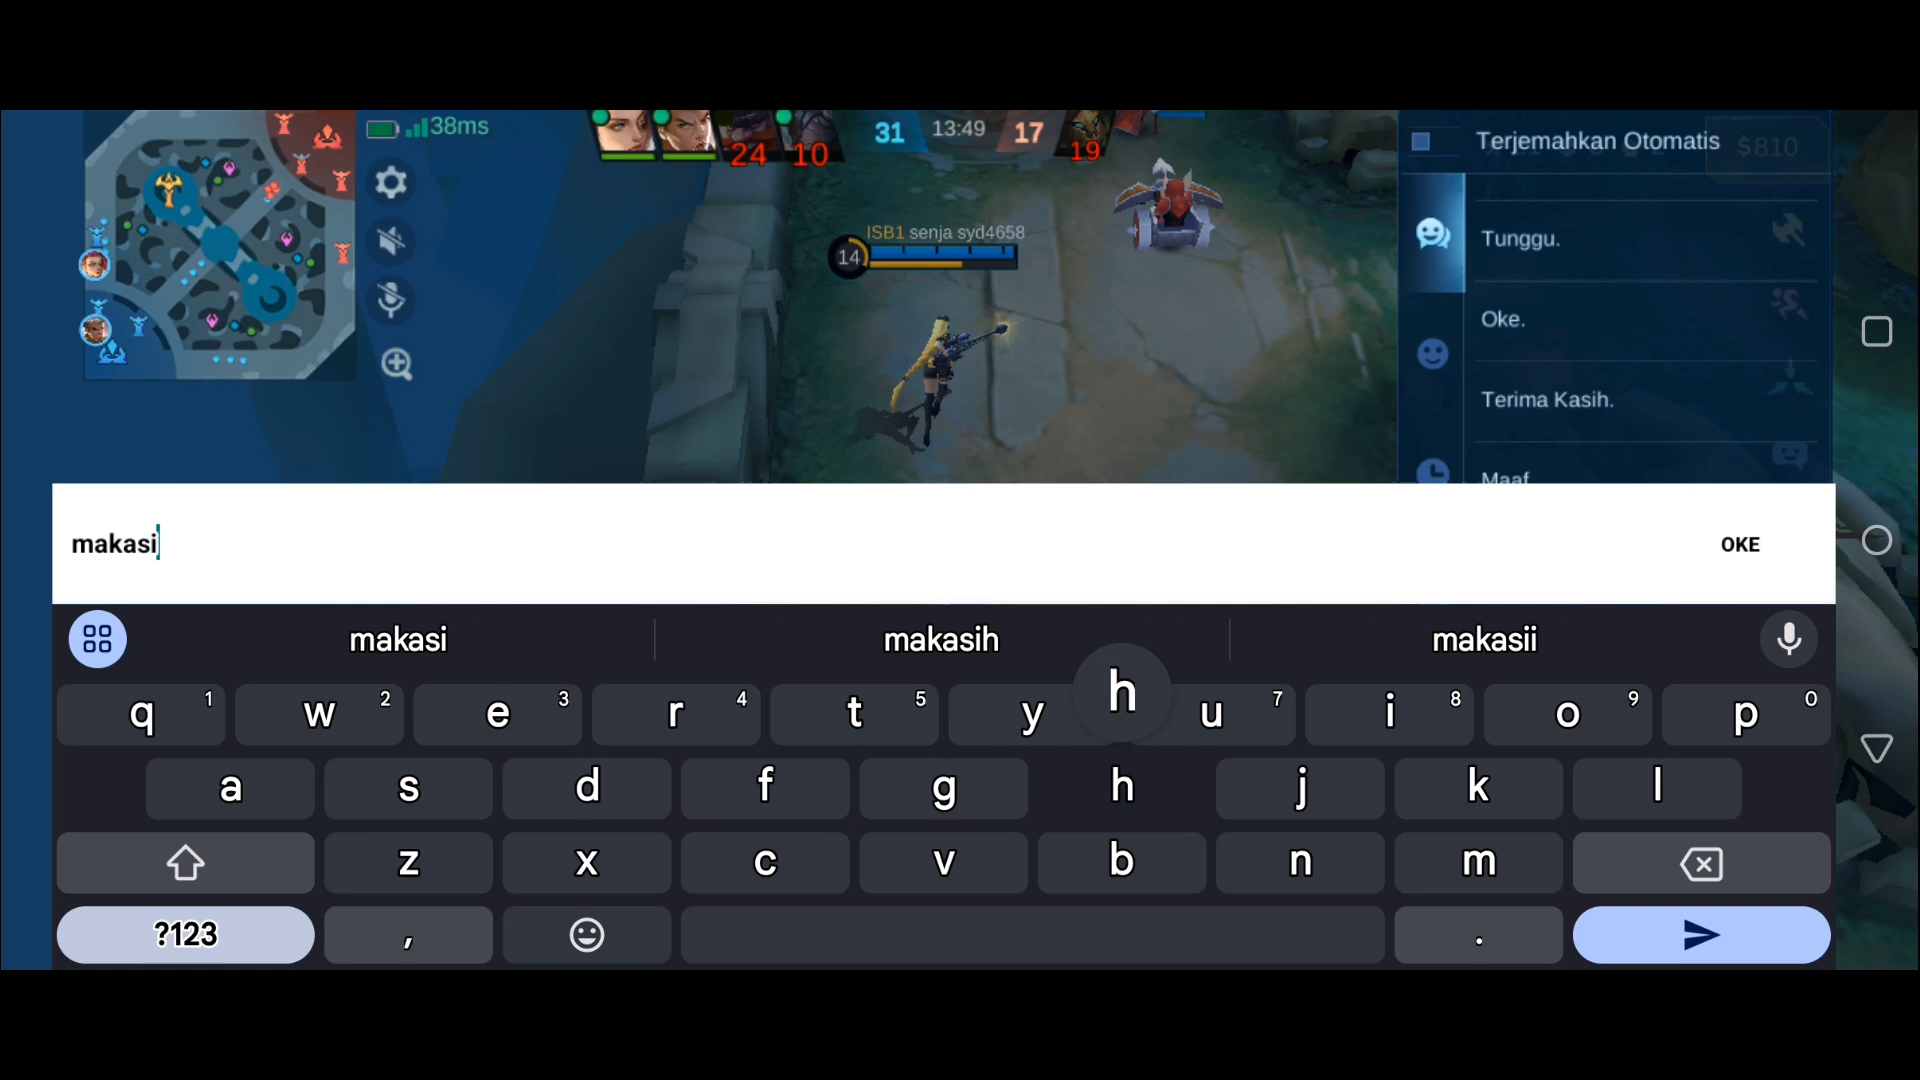 38ms
24
10
31
13:49
17
19
Terjemahkan Otomatis
$810
ISB1 senja syd4658
14
Tunggu.
Oke.
Terima Kasih.
Maaf
makasi
OKE
makasi makasih makasii
h
q 1 w 2 e 3 r 4 t 5 y u 7 i 8 o 9 p 0
a s d f g h j k l
z x c v b n m
?123 , .